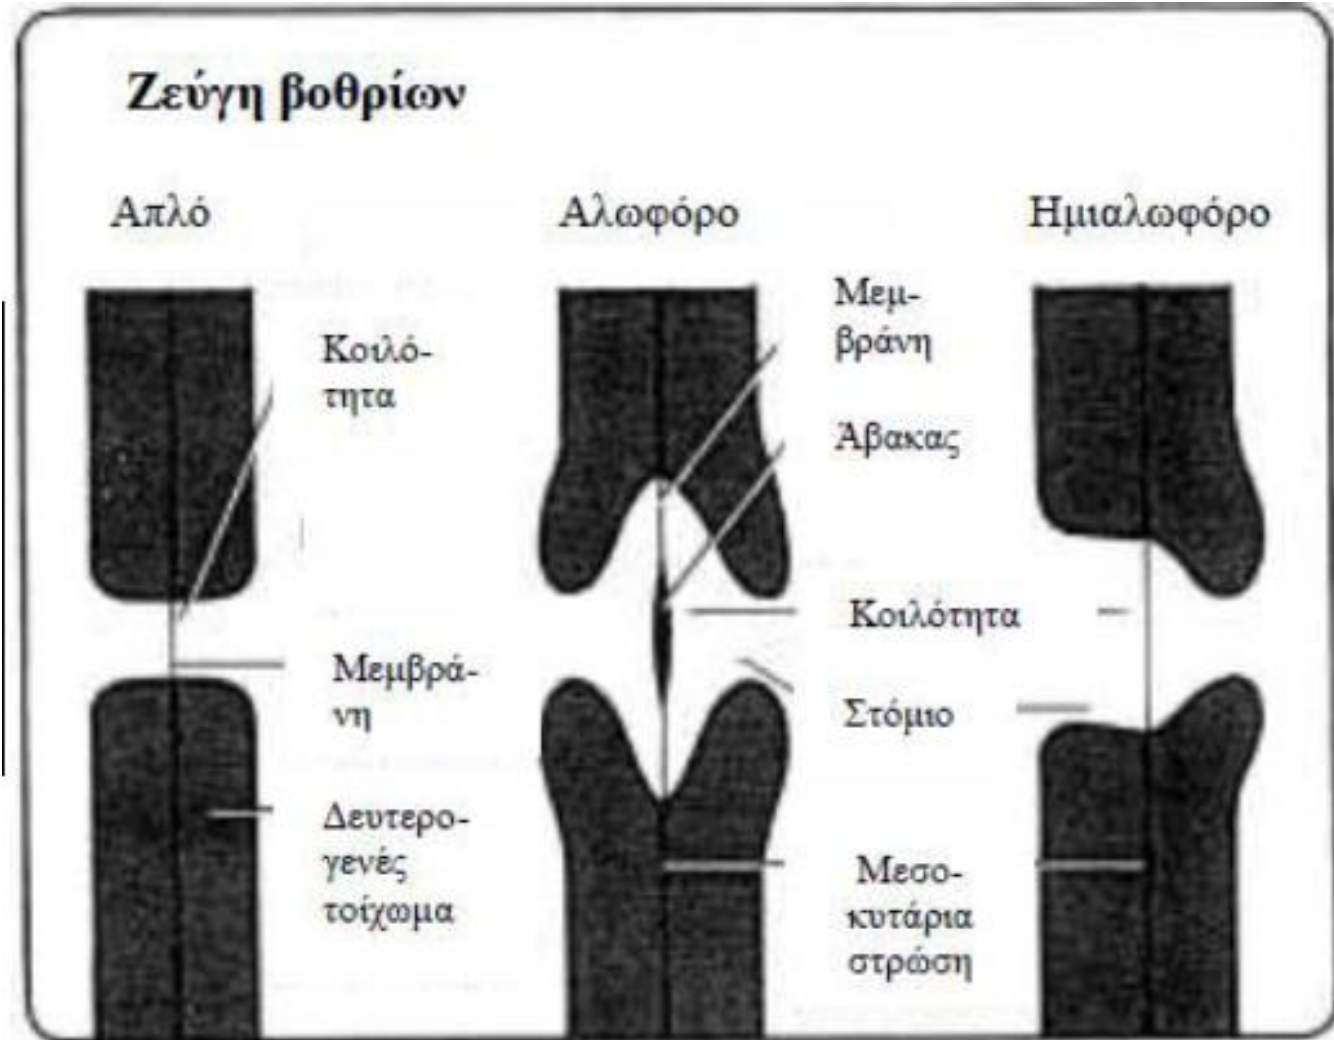 Ζεύγη βοθρίων
Απλό
Αλωφόρο
Ημιαλωφόρο
Κοιλό-
τητα
Μεμβρά-
νη
Δευτερο-
γενές
τοίχωμα
Μεμ-
βράνη
Άβακας
Κοιλότητα
Στόμιο
Μεσο-
κυτάρια
στρώση